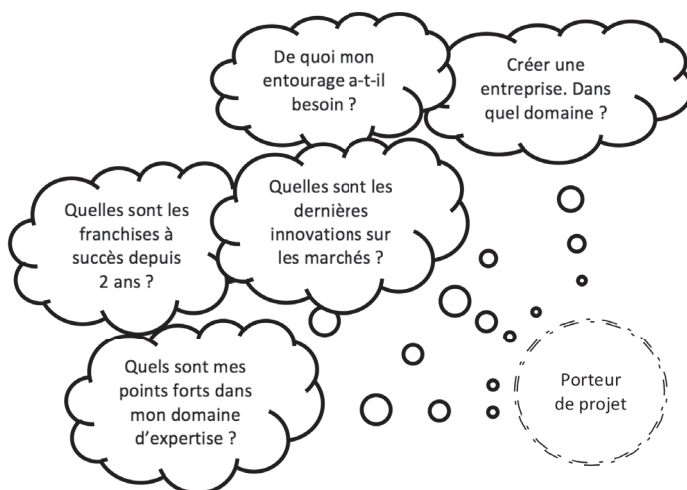 De quoi mon
entourage a-t-il
besoin ?
Créer une
entreprise. Dans
quel domaine ?
Quelles sont les
franchises à
succès depuis
2 ans ?
Quelles sont les
dernières
innovations sur
les marchés ?
Quels sont mes
points forts dans
mon domaine
d’expertise ?
Porteur
de projet